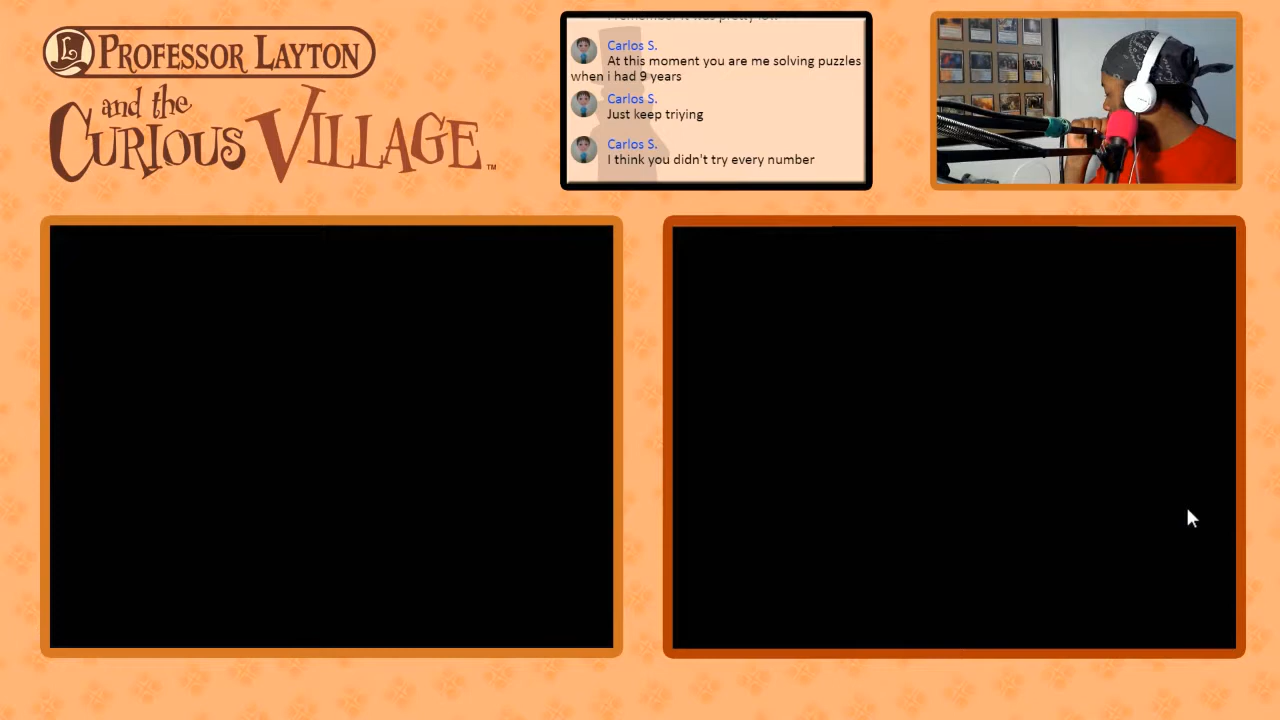 PROFESSOR LAYTON
and the
CURIOUS VILLAGE™
Carlos S.
At this moment you are me solving puzzles
when i had 9 years
Carlos S.
Just keep triying
Carlos S.
I think you didn't try every number